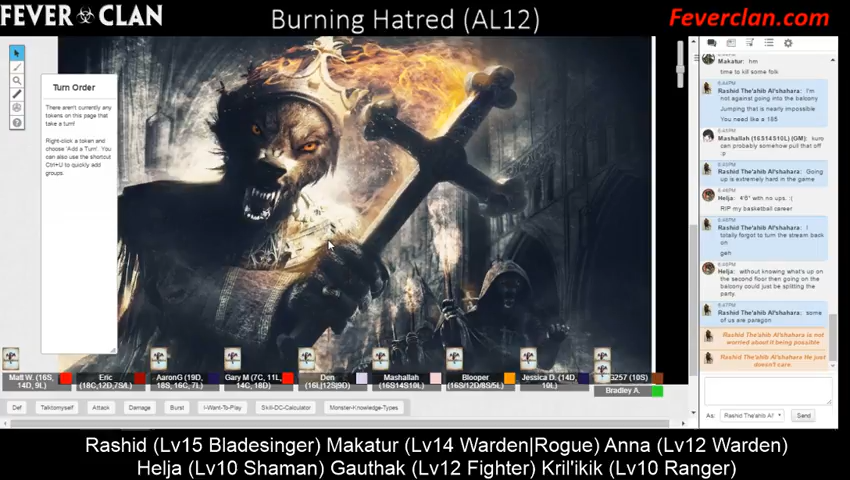 FEVER CLAN
Burning Hatred (AL12)
Feverclan.com
Turn Order
There aren't currently any
tokens on this page that
take a turn!
Right-click a token and
choose 'Add a Turn'. You
can also use the shortcut
Ctrl+U to quickly add
groups.
Makatur: hm
time to kill some folk
Rashid The'ahib Al'shahara: I'm
not against going into the balcony
Jumping that is nearly impossible
You need like a 185
Mashallah (16S14S10L) (GM): kuro
can probably somehow pull that off
:p
Rashid The'ahib Al'shahara: Going
up is extremely hard in the game
Helja: 4'6" with no ups. :(
RIP my basketball career
Rashid The'ahib Al'shahara: I
totally forgot to turn the stream back
on
geh
Helja: without knowing what's up on
the second floor then going on the
balcony could just be splitting the
party.
Rashid The'ahib Al'shahara: some
of us are paragon
Rashid The'ahib Al'shahara is not
worried about it being possible
Rashid The'ahib Al'shahara He just
doesn't care.
Matt W. (16S,
14D, 9L)
Eric
(18C,12D,7S/L)
AaronG (19D,
18S, 16C, 7L)
Gary M (7C, 11L,
14C, 18D)
Den
(16L|12S|9D)
Mashallah
(16S14S10L)
Blooper
(16S/12D/8S/5L)
Jessica D. (14D,
10L)
3257 (10S)
Bradley A.
Def
Talktomyself
Attack
Damage
Burst
I-Want-To-Play
Skill-DC-Calculator
Monster-Knowledge-Types
As:
Rashid The'ahib Al'
Send
Rashid (Lv15 Bladesinger) Makatur (Lv14 Warden|Rogue) Anna (Lv12 Warden)
Helja (Lv10 Shaman) Gauthak (Lv12 Fighter) Kril'ikik (Lv10 Ranger)